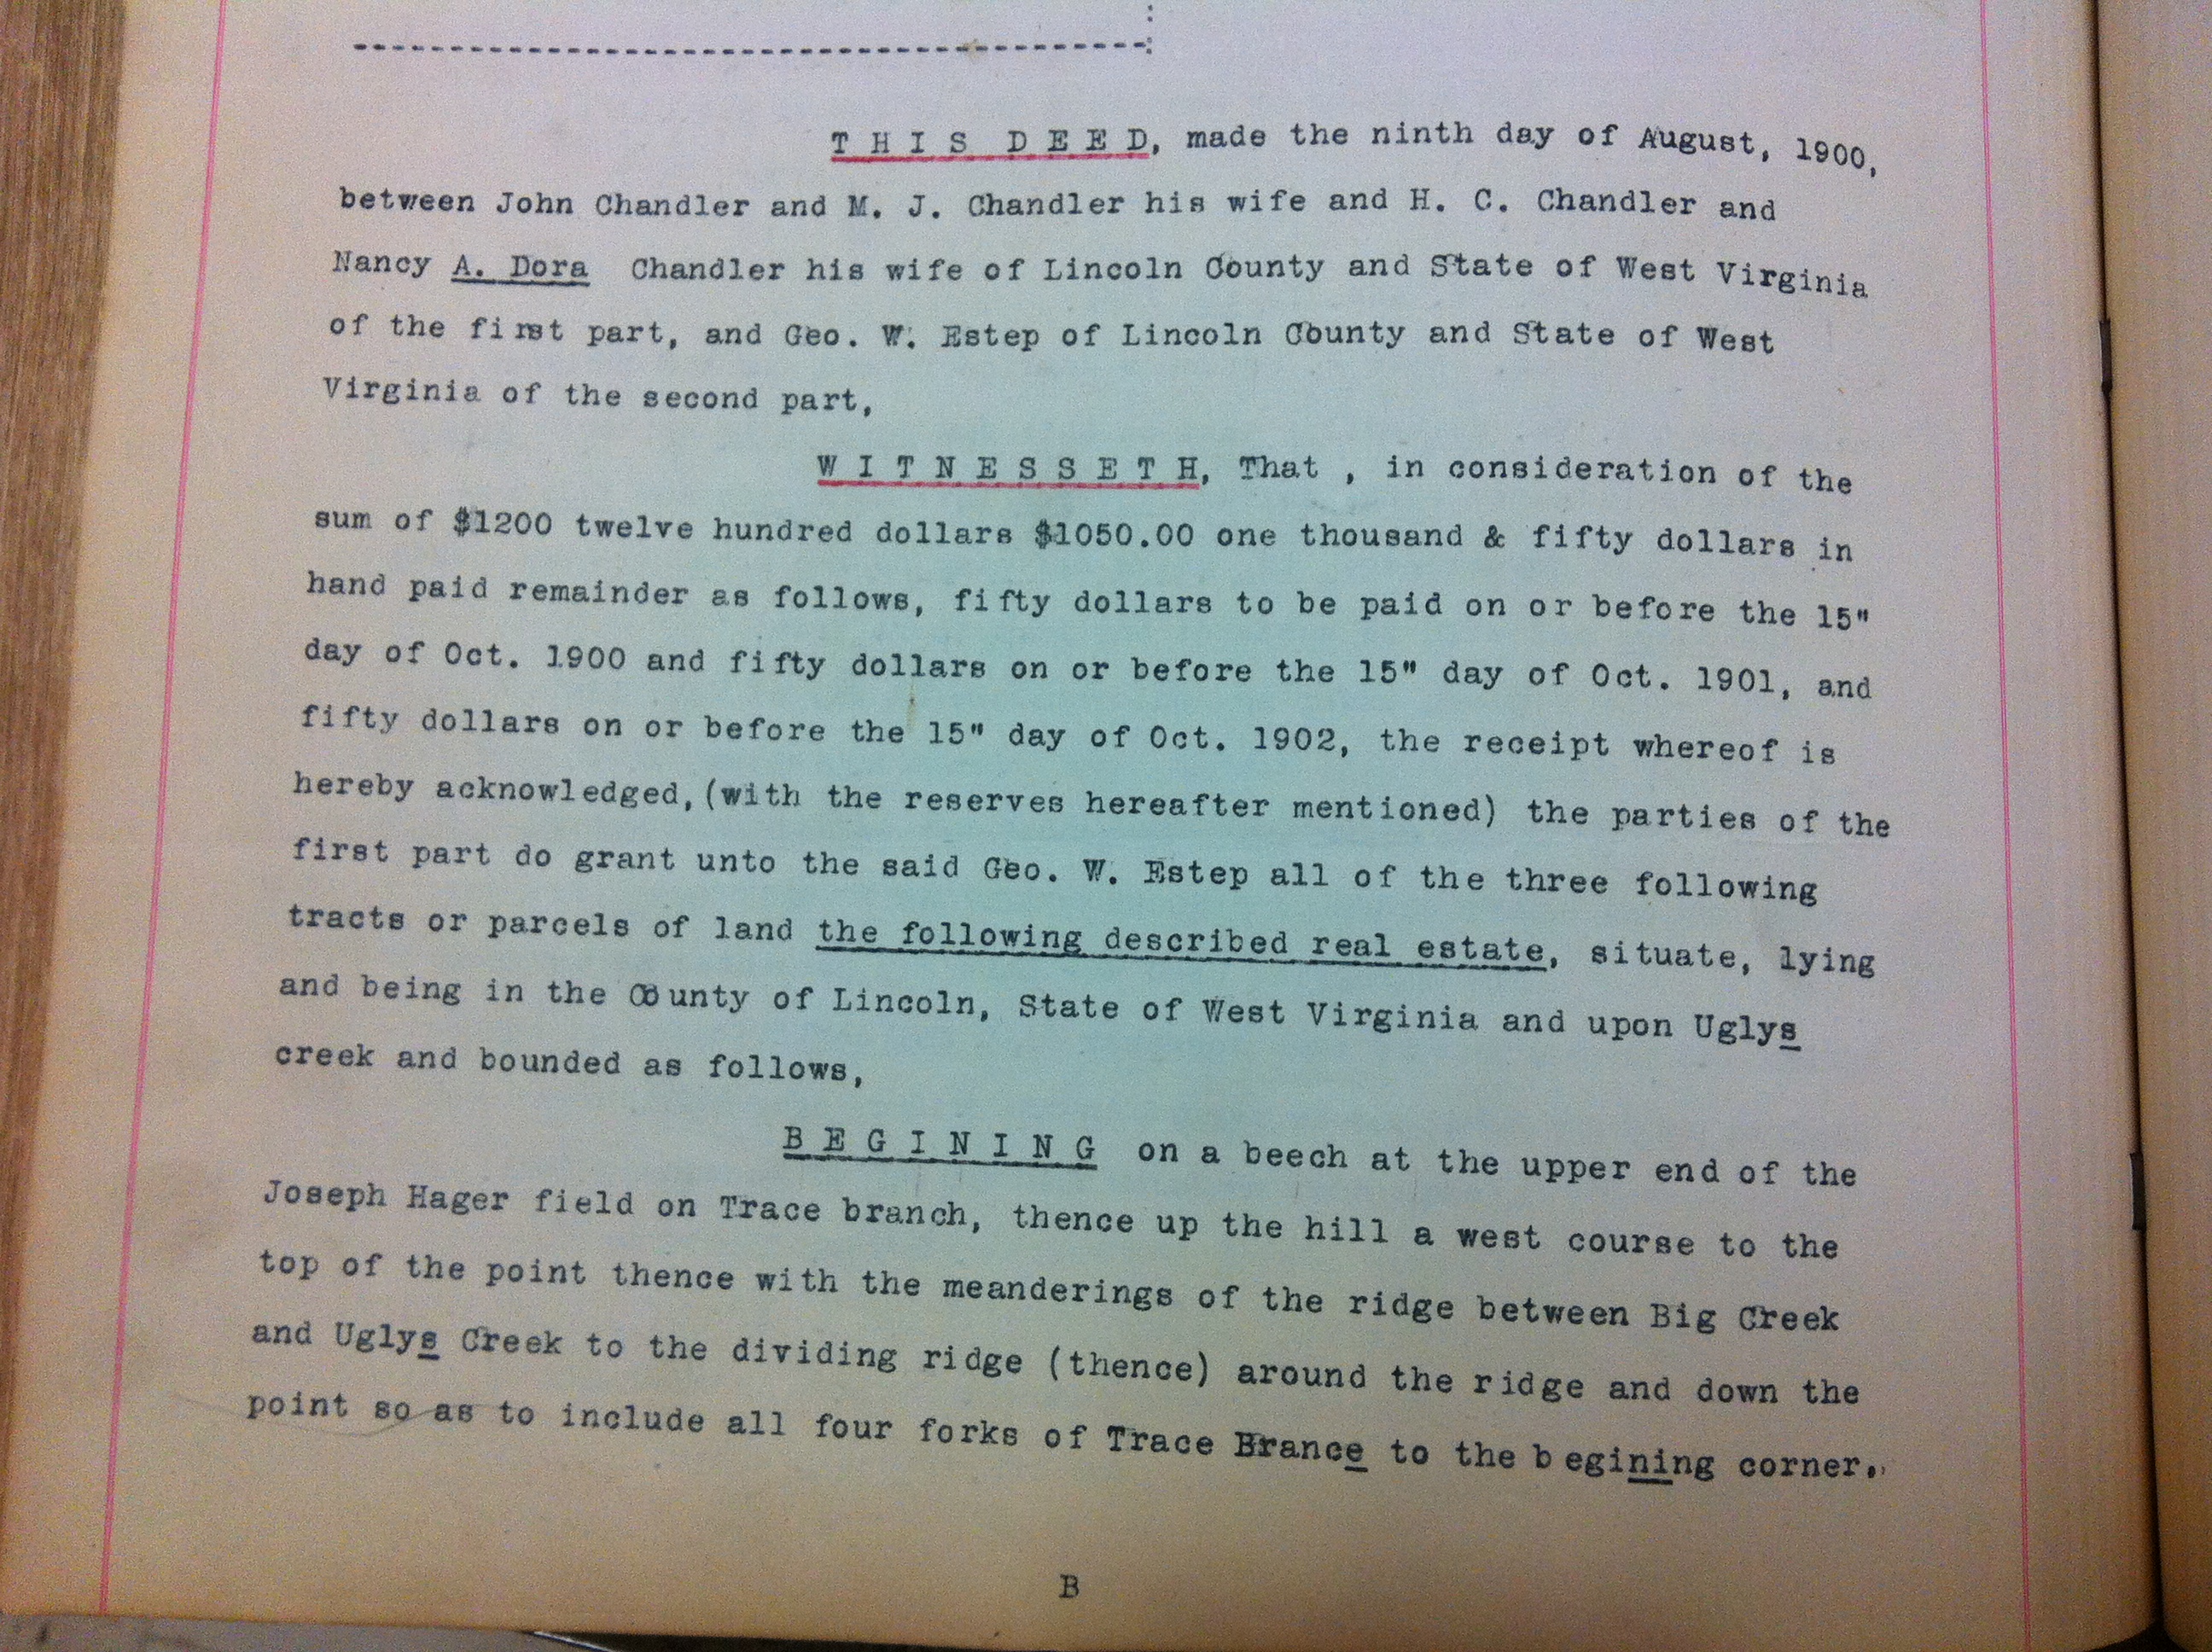 T H I S  D E E D, made the ninth day of August, 1900,
between John Chandler and M. J. Chandler his wife and H. C. Chandler and
Nancy A. Dora Chandler his wife of Lincoln County and State of West Virginia
of the first part, and Geo. W. Estep of Lincoln County and State of West
Virginia of the second part,
W I T N E S S E T H, That , in consideration of the
sum of $1200 twelve hundred dollars $1050.00 one thousand & fifty dollars in
hand paid remainder as follows, fifty dollars to be paid on or before the 15"
day of Oct. 1900 and fifty dollars on or before the 15" day of Oct. 1901, and
fifty dollars on or before the 15" day of Oct. 1902, the receipt whereof is
hereby acknowledged,(with the reserves hereafter mentioned) the parties of the
first part do grant unto the said Geo. W. Estep all of the three following
tracts or parcels of land the following described real estate, situate, lying
and being in the County of Lincoln, State of West Virginia and upon Uglys
creek and bounded as follows,
B E G I N I N G on a beech at the upper end of the
Joseph Hager field on Trace branch, thence up the hill a west course to the
top of the point thence with the meanderings of the ridge between Big Creek
and Uglys Creek to the dividing ridge (thence) around the ridge and down the
point so as to include all four forks of Trace Brance to the b egining corner.
B